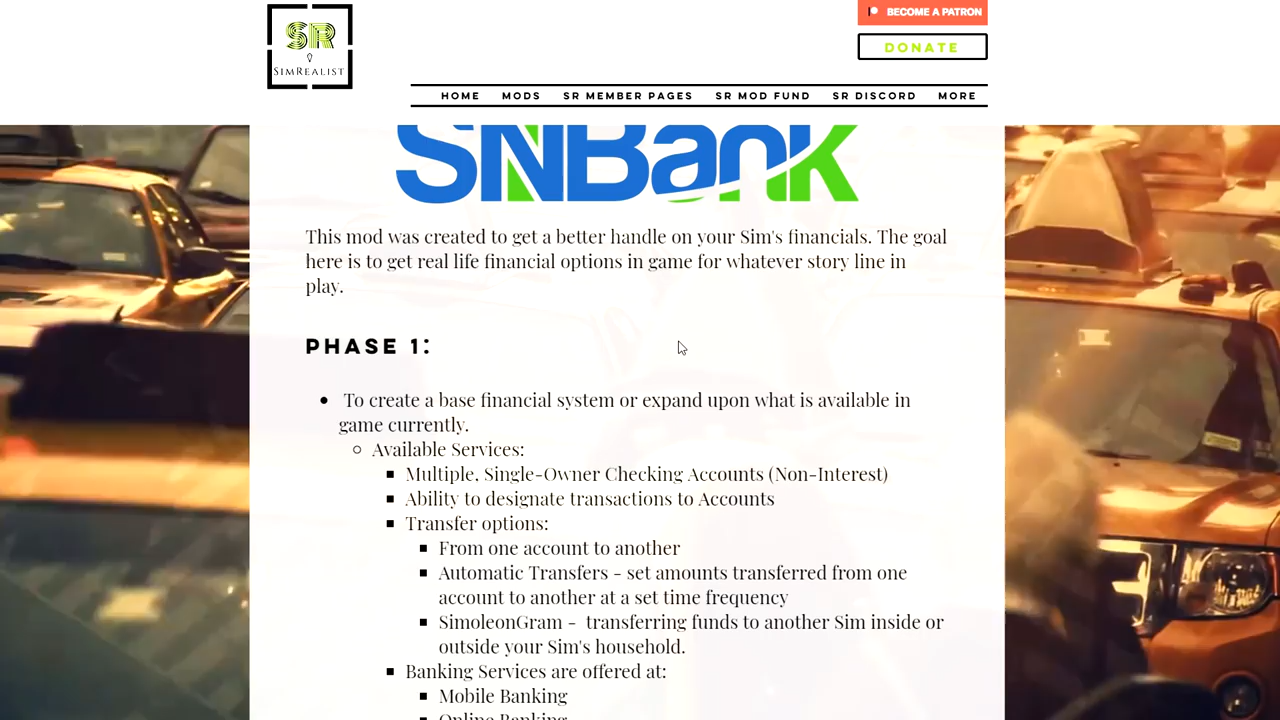 SR
SIMREALIST
BECOME A PATRON
DONATE
HOME MODS SR MEMBER PAGES SR MOD FUND SR DISCORD MORE
SNBank
This mod was created to get a better handle on your Sim's financials. The goal
here is to get real life financial options in game for whatever story line in
play.
PHASE 1:
To create a base financial system or expand upon what is available in
game currently.
Available Services:
Multiple, Single-Owner Checking Accounts (Non-Interest)
Ability to designate transactions to Accounts
Transfer options:
From one account to another
Automatic Transfers - set amounts transferred from one
account to another at a set time frequency
SimoleonGram - transferring funds to another Sim inside or
outside your Sim's household.
Banking Services are offered at:
Mobile Banking
Online Banking